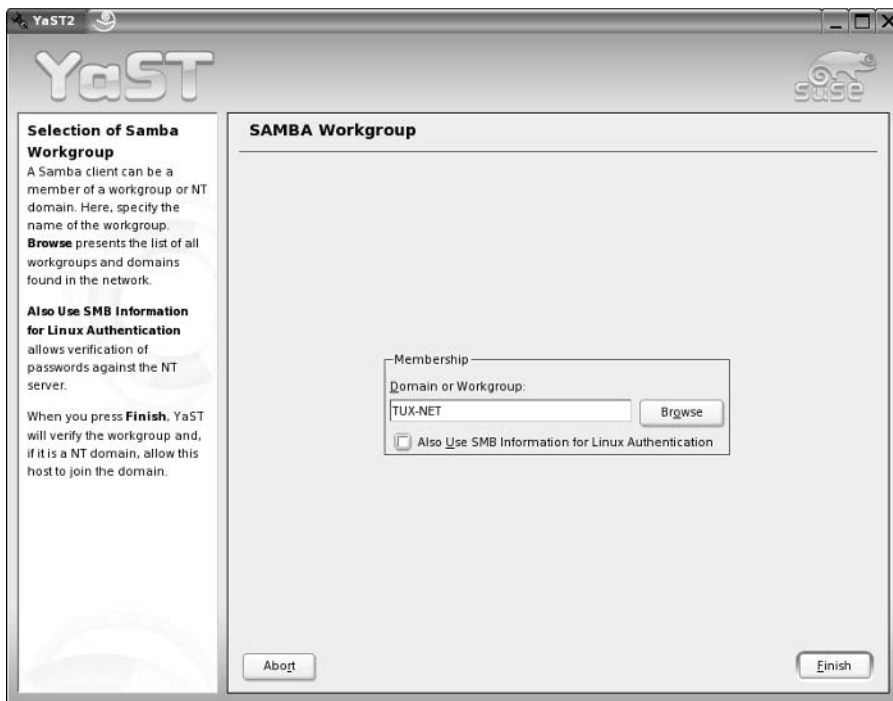 YaST2
YaST
suse
Selection of Samba
Workgroup
A Samba client can be a
member of a workgroup or NT
domain. Here, specify the
name of the workgroup.
Browse presents the list of all
workgroups and domains
found in the network.
Also Use SMB Information
for Linux Authentication
allows verification of
passwords against the NT
server.
When you press Finish, YaST
will verify the workgroup and,
if it is a NT domain, allow this
host to join the domain.
SAMBA Workgroup
Membership
Domain or Workgroup:
TUX-NET
Browse
Also Use SMB Information for Linux Authentication
Abort
Finish